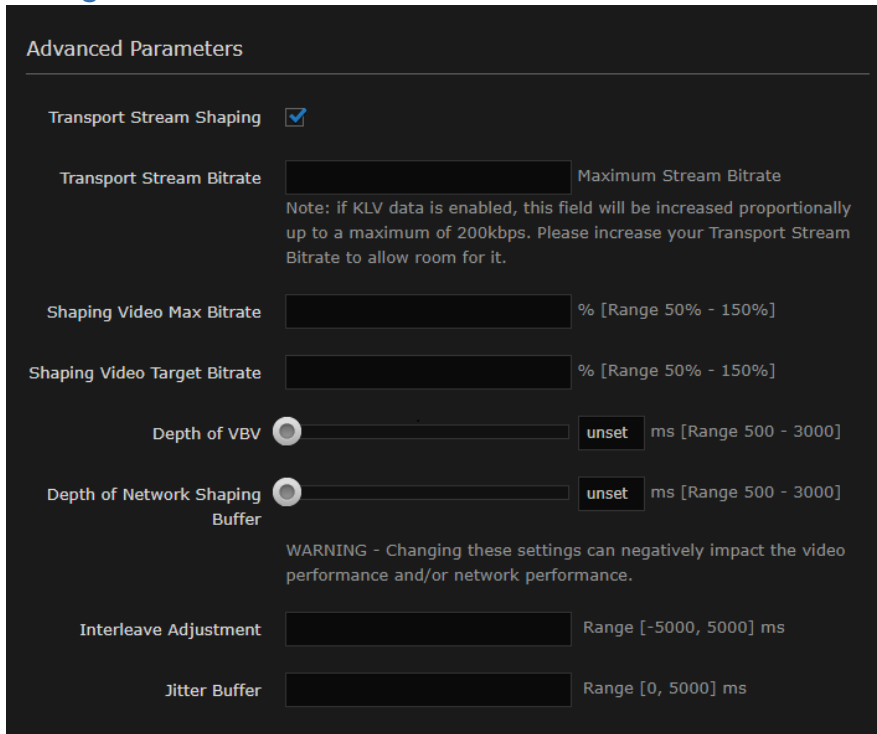 Advanced Parameters
Transport Stream Shaping
Transport Stream Bitrate Maximum Stream Bitrate
Note: if KLV data is enabled, this field will be increased proportionally
up to a maximum of 200kbps. Please increase your Transport Stream
Bitrate to allow room for it.
Shaping Video Max Bitrate % [Range 50% - 150%]
Shaping Video Target Bitrate % [Range 50% - 150%]
Depth of VBV unset ms [Range 500 - 3000]
Depth of Network Shaping unset ms [Range 500 - 3000]
Buffer
WARNING - Changing these settings can negatively impact the video
performance and/or network performance.
Interleave Adjustment Range [-5000, 5000] ms
Jitter Buffer Range [0, 5000] ms